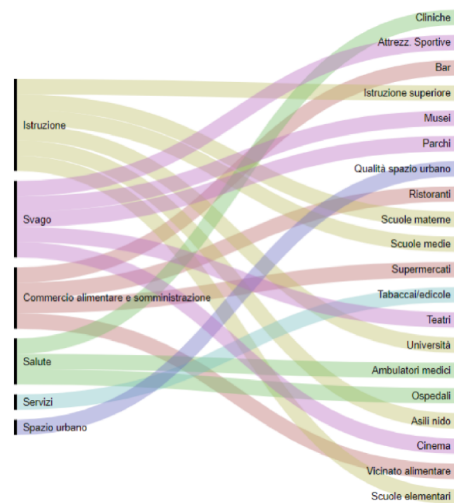 Istruzione
Svago
Commercio alimentare e somministrazione
Salute
Servizi
Spazio urbano
Cliniche
Attrezz. Sportive
Bar
Istruzione superiore
Musei
Parchi
Qualità spazio urbano
Ristoranti
Scuole materne
Scuole medie
Supermercati
Tabaccai/edicole
Teatri
Università
Ambulatori medici
Ospedali
Asili nido
Cinema
Vicinato alimentare
Scuole elementari